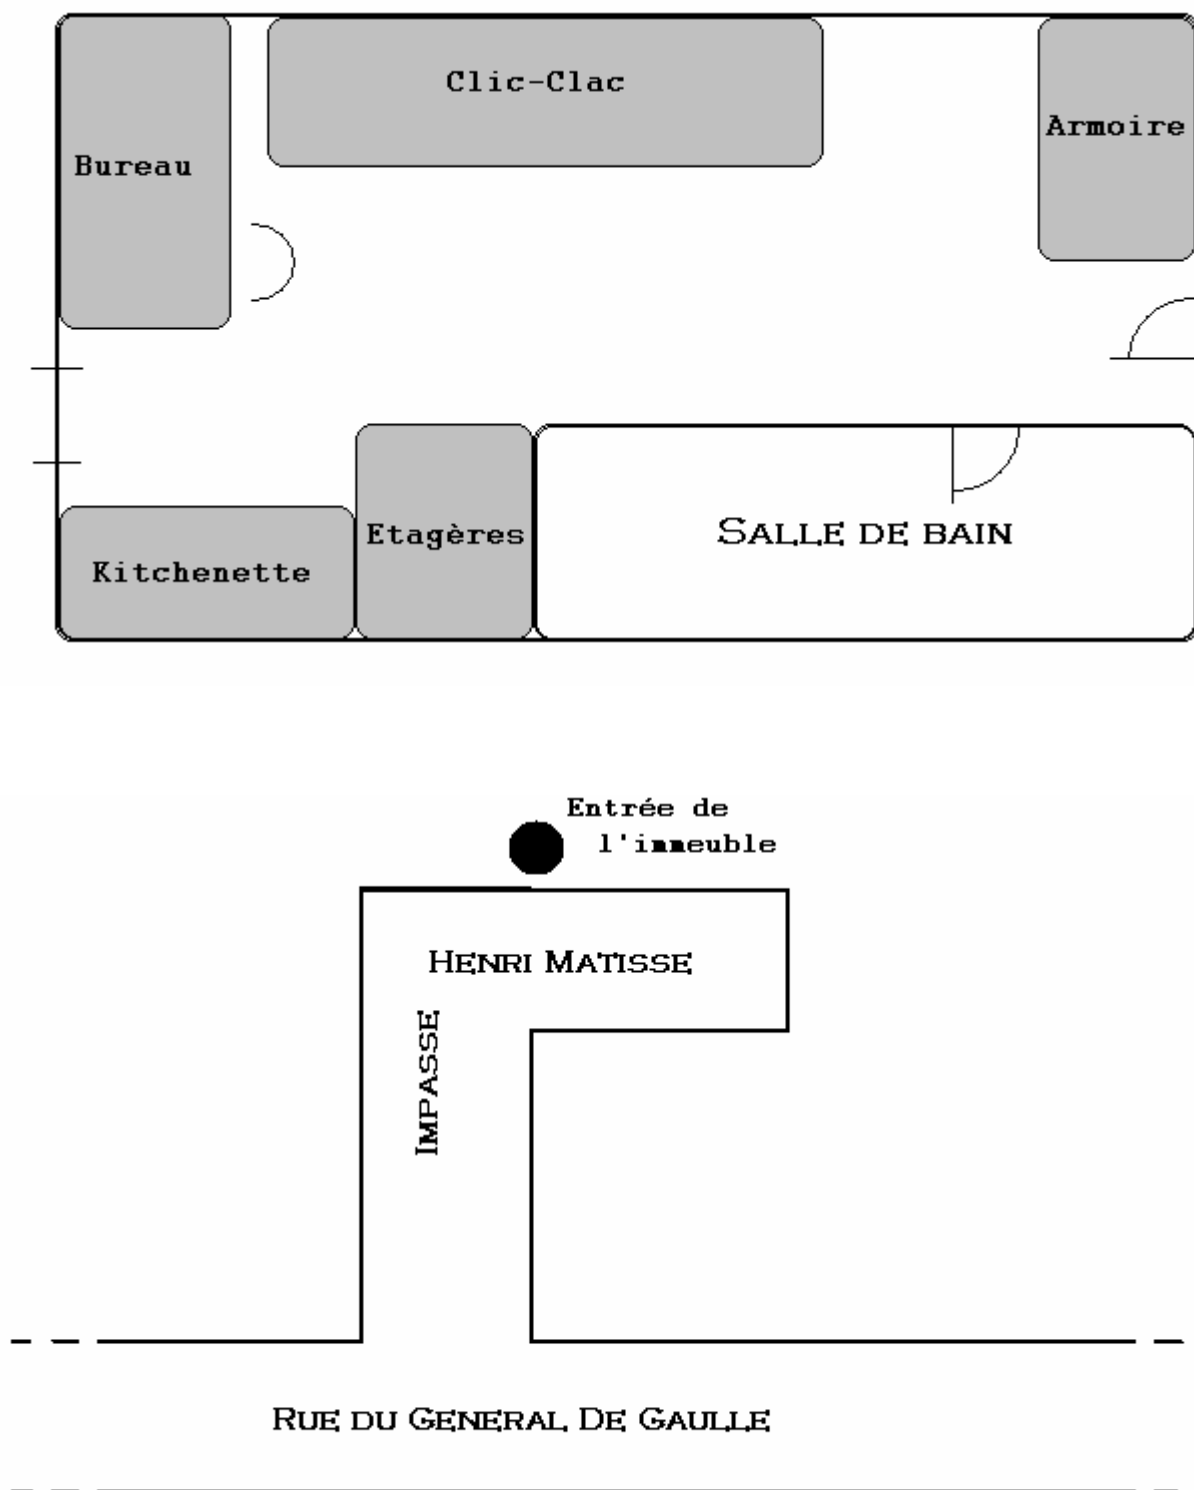 Clic-Clac
Armoire
Bureau
Etagères
SALLE DE BAIN
Kitchenette
Entrée de
l'immeuble
HENRI MATISSE
IMPASSE
RUE DU GENERAL DE GAULLE